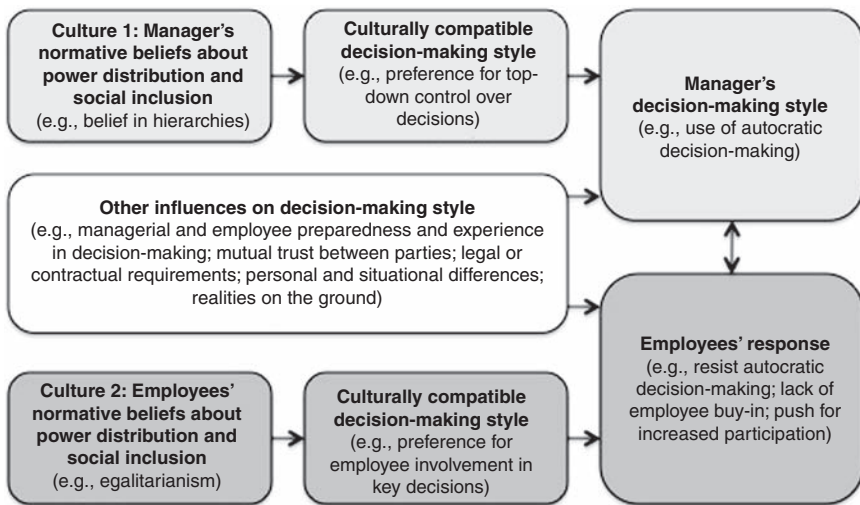 Culture 1: Manager's
normative beliefs about
power distribution and
social inclusion
(e.g., belief in hierarchies)
Culturally compatible
decision-making style
(e.g., preference for top-
down control over
decisions)
Manager's
decision-making style
(e.g., use of autocratic
decision-making)
Other influences on decision-making style
(e.g., managerial and employee preparedness and experience
in decision-making; mutual trust between parties; legal or
contractual requirements; personal and situational differences;
realities on the ground)
Employees' response
(e.g., resist autocratic
decision-making; lack of
employee buy-in; push for
increased participation)
Culture 2: Employees'
normative beliefs about
power distribution and
social inclusion
(e.g., egalitarianism)
Culturally compatible
decision-making style
(e.g., preference for
employee involvement in
key decisions)